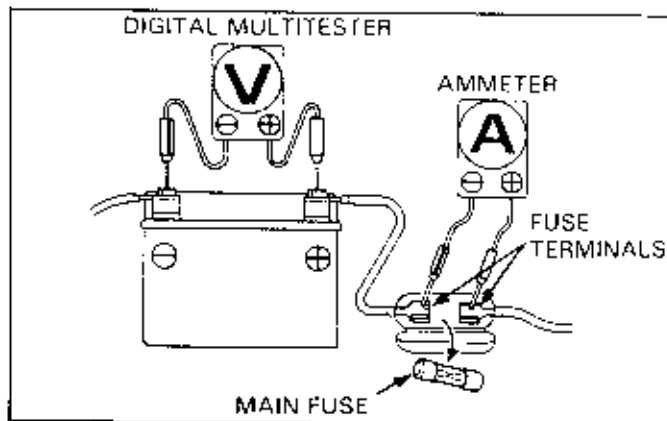 DIGITAL MULTITESTER
V
⊖ ⊕
AMMETER
A
⊖ ⊕
FUSE
TERMINALS
⊖ ⊕
MAIN FUSE